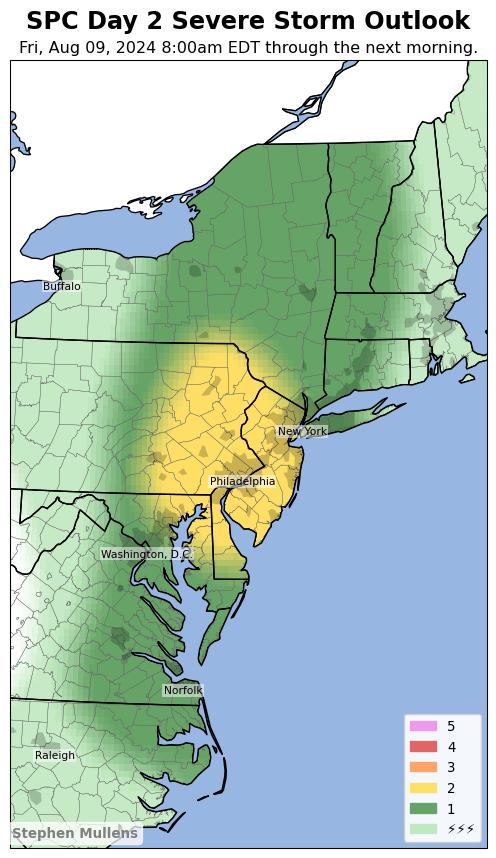 SPC Day 2 Severe Storm Outlook
Fri, Aug 09, 2024 8:00am EDT through the next morning.
Buffalo
New York
Philadelphia
Washington, D.C.
Norfolk
Raleigh
5
4
3
2
1
⚡⚡⚡
Stephen Mullens